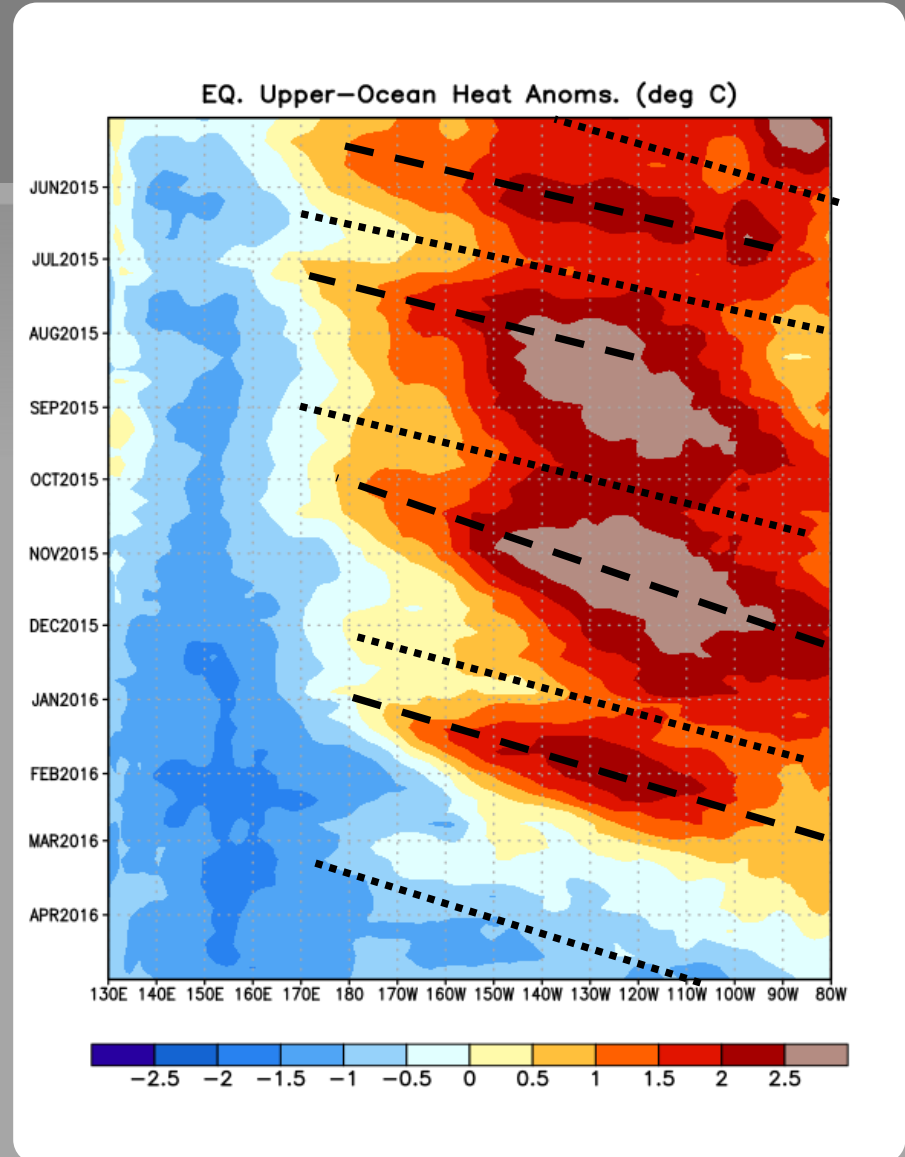 EQ. Upper-Ocean Heat Anoms. (deg C)
JUN2015
JUL2015
AUG2015
SEP2015
OCT2015
NOV2015
DEC2015
JAN2016
FEB2016
MAR2016
APR2016
130E 140E 150E 160E 170E 180 170W 160W 150W 140W 130W 120W 110W 100W 90W 80W
-2.5 -2 -1.5 -1 -0.5 0 0.5 1 1.5 2 2.5